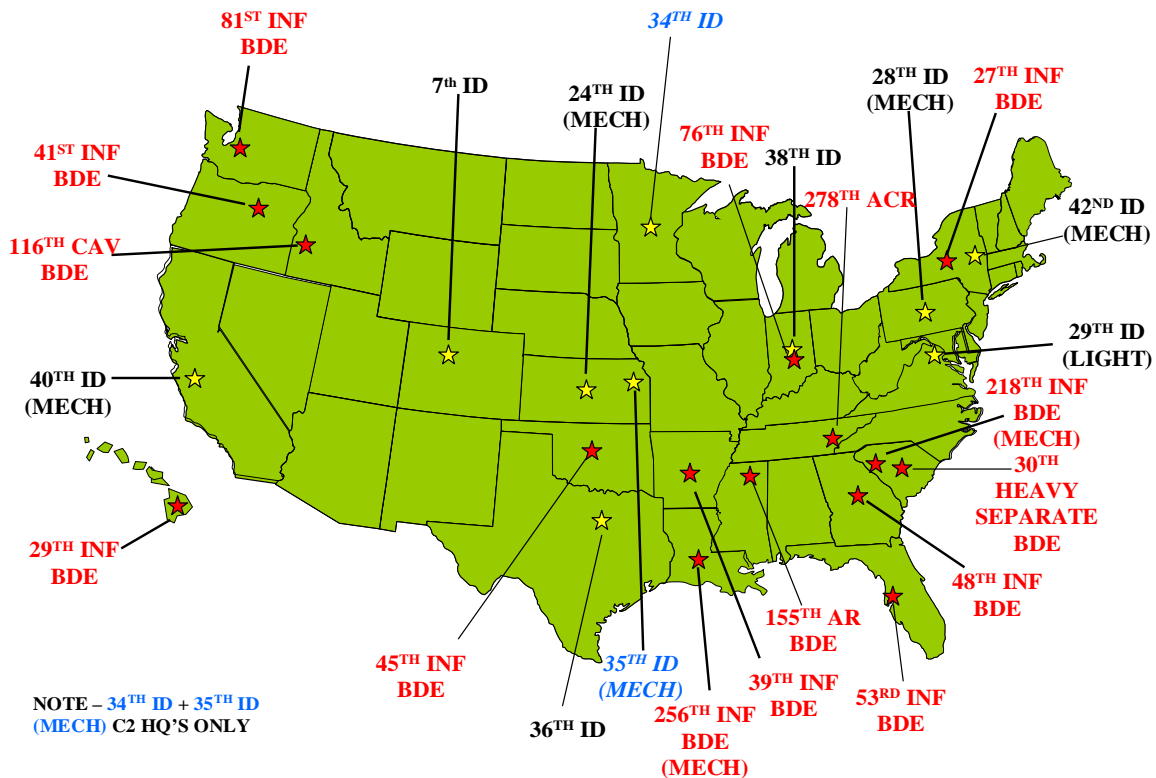 81ST INF
BDE
34TH ID
7th ID
24TH ID
(MECH)
28TH ID
(MECH)
27TH INF
BDE
76TH INF
BDE
38TH ID
41ST INF
BDE
278TH ACR
42ND ID
(MECH)
116TH CAV
BDE
29TH ID
(LIGHT)
40TH ID
(MECH)
218TH INF
BDE
(MECH)
30TH
HEAVY
SEPARATE
BDE
29TH INF
BDE
48TH INF
BDE
155TH AR
BDE
45TH INF
BDE
35TH ID
(MECH)
39TH INF
BDE
53RD INF
BDE
256TH INF
BDE
(MECH)
36TH ID
NOTE – 34TH ID + 35TH ID
(MECH) C2 HQ'S ONLY